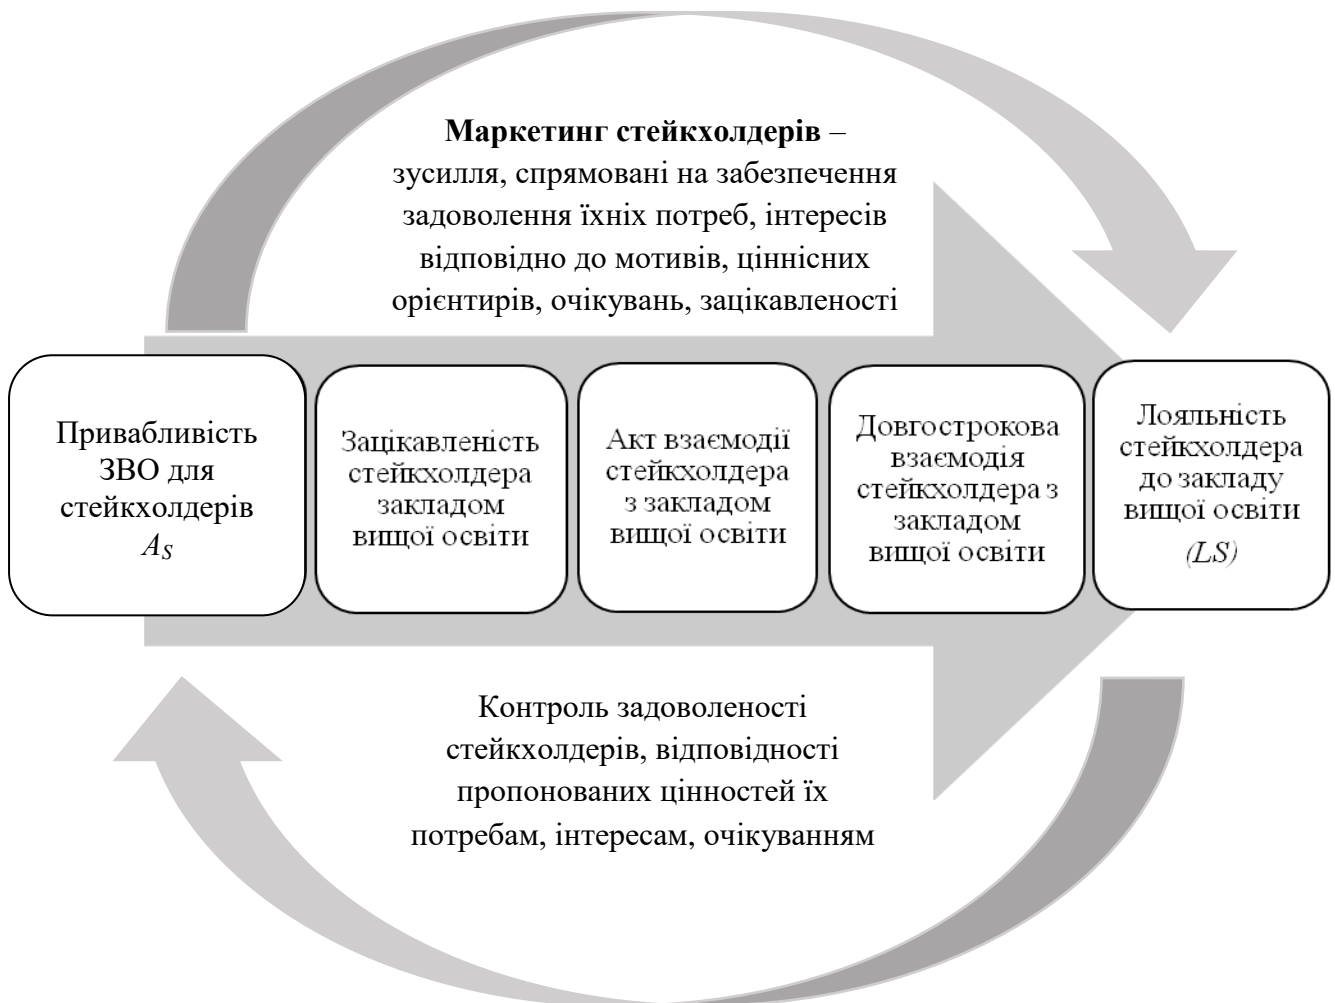 Маркетинг стейкхолдерів –
зусилля, спрямовані на забезпечення
задоволення їхніх потреб, інтересів
відповідно до мотивів, ціннісних
орієнтирів, очікувань, зацікавленості
Привабливість
ЗВО для
стейкхолдерів
A_S
Зацікавленість
стейкхолдера
закладом
вищої освіти
Акт взаємодії
стейкхолдера
з закладом
вищої освіти
Довгострокова
взаємодія
стейкхолдера з
закладом
вищої освіти
Лояльність
стейкхолдера
до закладу
вищої освіти
(LS)
Контроль задоволеності
стейкхолдерів, відповідності
пропонованих цінностей їх
потребам, інтересам, очікуванням